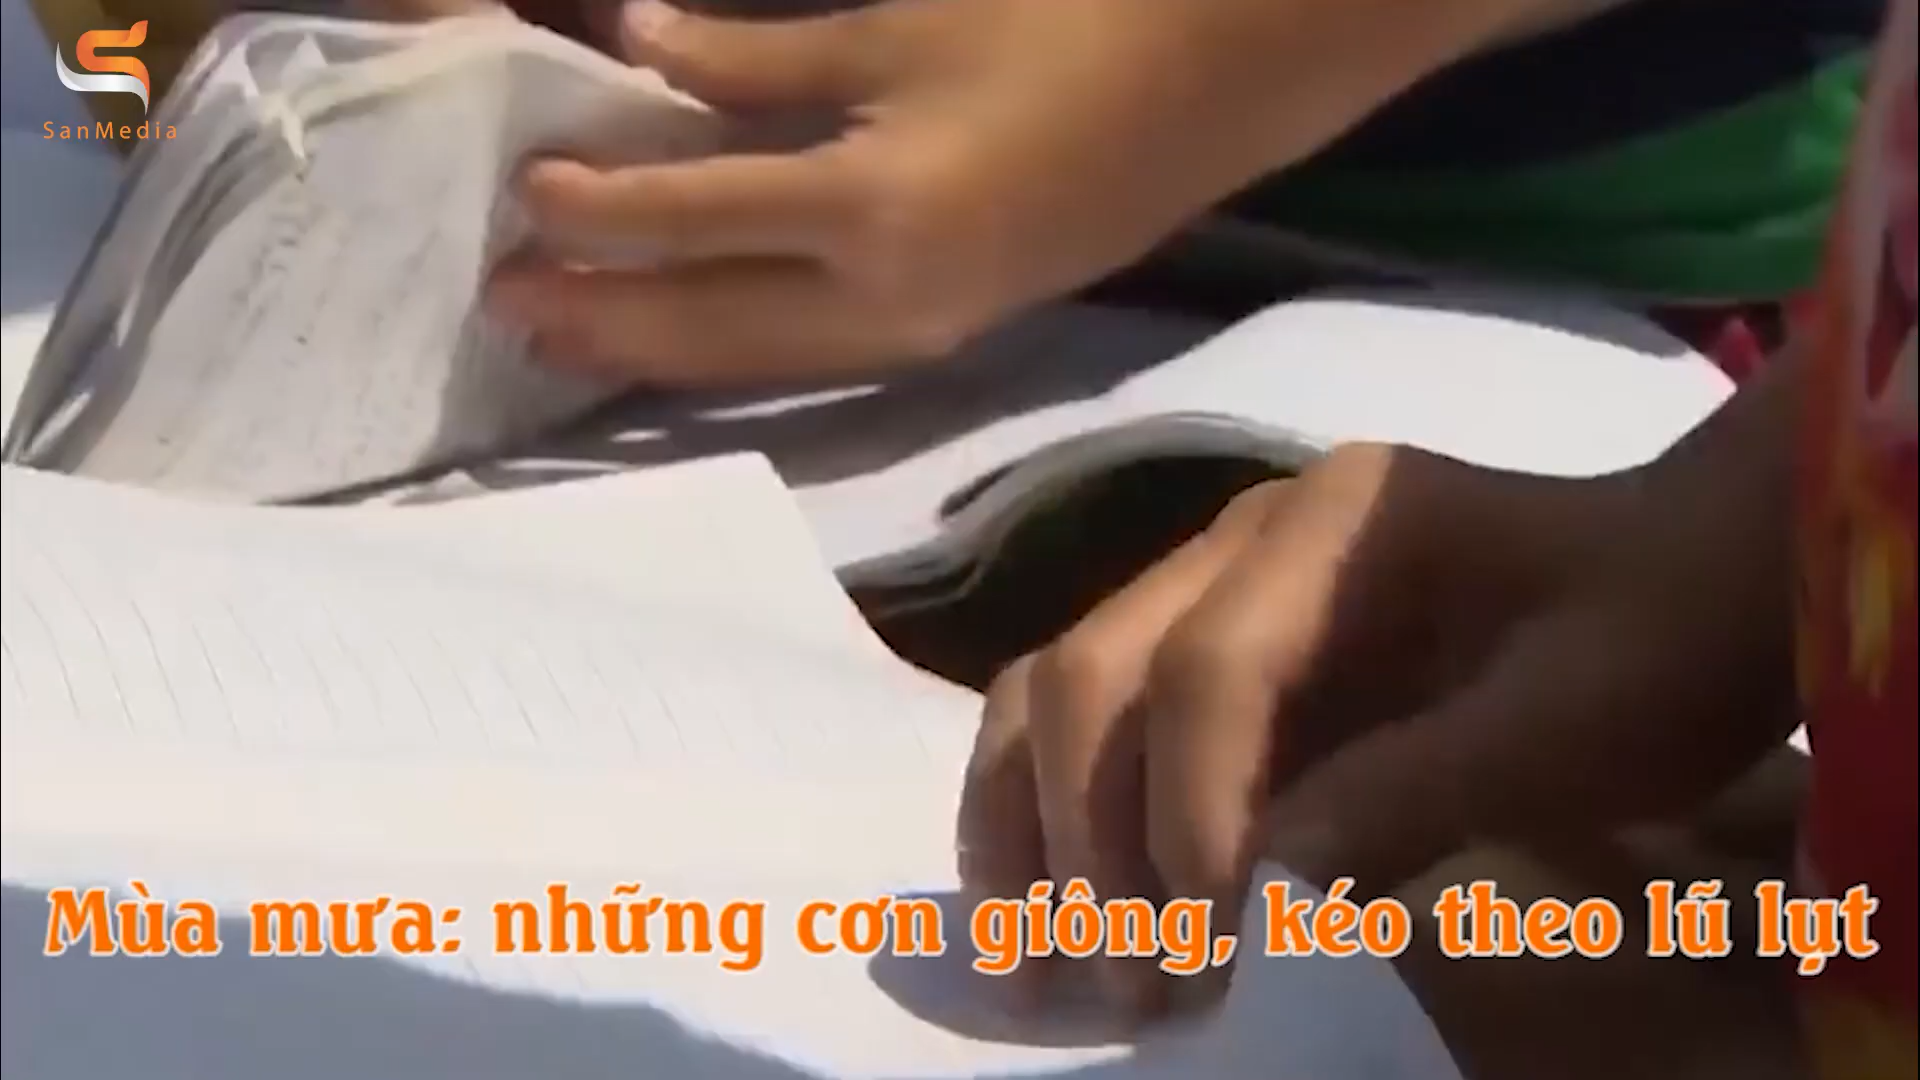 SanMedia
Mùa mưa: những cơn giông, kéo theo lũ lụt